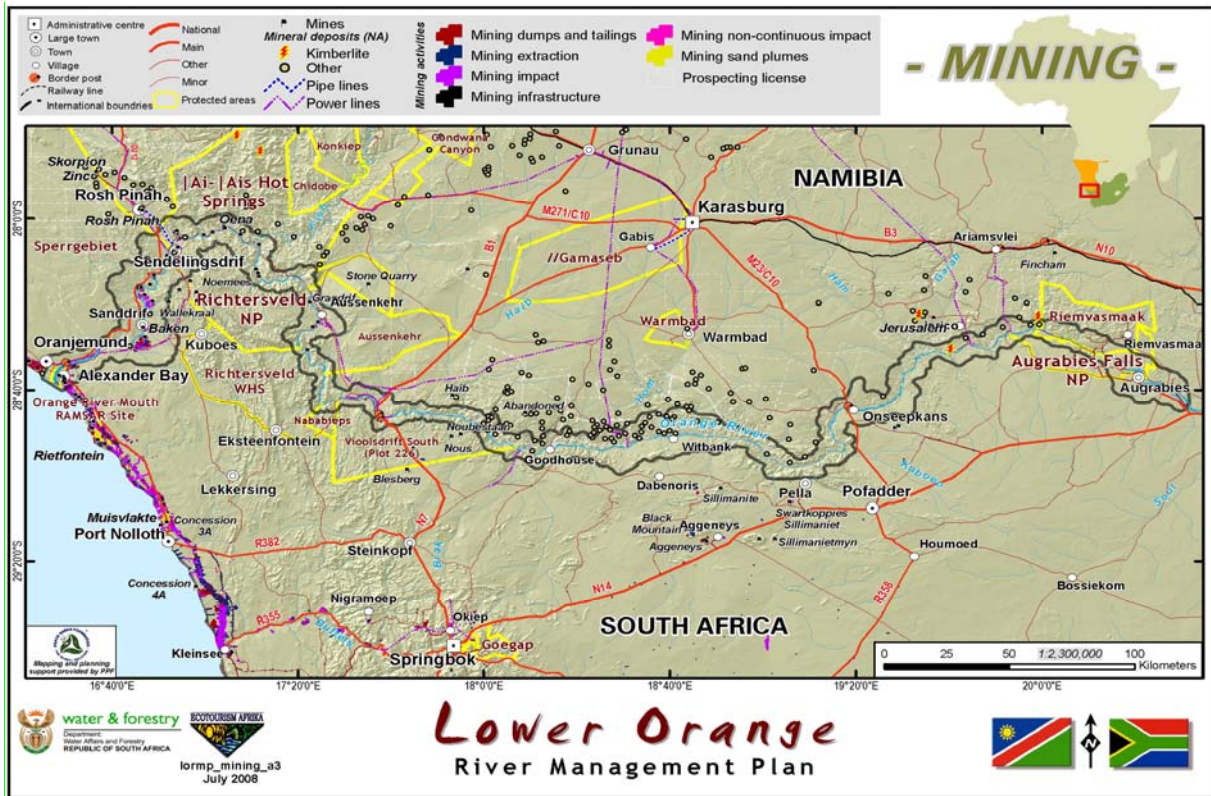 Administrative centre
Large town
Town
Village
Border post
Railway line
International boundries
National
Main
Other
Minor
Protected areas
Mines
Mineral deposits (NA)
Kimberlite
Other
Pipe lines
Power lines
Mining activities
Mining dumps and tailings
Mining extraction
Mining impact
Mining infrastructure
Mining non-continuous impact
Mining sand plumes
Prospecting license
- MINING -
Skorpion
Zinc
Rosh Pinah
Rosh Pinah
|Ai-|Ais Hot
Springs
Konkiep
Chidobe
Gondwana
Canyon
Grunau
NAMIBIA
Karasburg
M271/C10
B1
Gabis
//Gamaseb
B3
Ariamsvlei
N10
Fincham
M23/C10
Ham
Haib
Oena
Sperrgebiet
Sendelingsdrif
Noemees
Stone Quarry
Grasdrif
Aussenkehr
Richtersveld
NP
Wallekraal
Sanddrif
Baken
Kuboes
Aussenkehr
Warmbad
Warmbad
Jerusalem
Riemvasmaak
Riemvasmaa
Augrabies Falls
NP
Augrabies
Oranjemund
Alexander Bay
Richtersveld
WHS
Orange River Mouth
RAMSAR Site
Haib
Abandoned
Noubestaan
Nababieps
Vioolsdrift South
(Plot 226)
Nous
Orange River
Onseepkans
Eksteenfontein
Goodhouse
Witbank
Rietfontein
Lekkersing
Blesberg
Dabenoris
Sillimanite
Pella
Pofadder
Kaboep
Soul
Swartkoppies
Sillimaniet
Muisvlakte
Concession
3A
Port Nolloth
N7
Black
Mountain
Aggeneys
Aggeneys
Sillimanietmyn
R382
Steinkopf
Brak
Houmoed
Concession
4A
Nigramoep
N14
R358
Bossiekom
R355
Buffels
Okiep
Goegap
SOUTH AFRICA
Kleinsee
Springbok
Mapping and planning
support provided by PPF
1:2,300,000
0 25 50 100
Kilometers
28°0'0"S
28°40'0"S
29°20'0"S
16°40'0"E
17°20'0"E
18°0'0"E
18°40'0"E
19°20'0"E
20°0'0"E
water & forestry
Department:
Water Affairs and Forestry
REPUBLIC OF SOUTH AFRICA
ECOTOURISM AFRIKA
lormp_mining_a3
July 2008
Lower Orange
River Management Plan
N